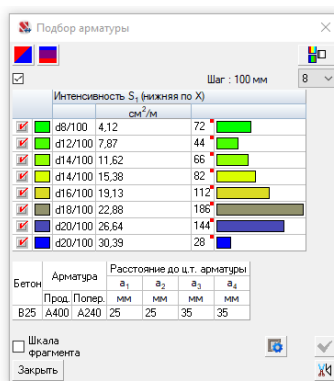 Подбор арматуры
Шаг : 100 мм 8
Интенсивность S₁ (нижняя по X)
см²/м
d8/100 4,12 72
d12/100 7,87 44
d14/100 11,62 66
d14/100 15,38 82
d16/100 19,13 112
d18/100 22,88 186
d20/100 26,64 144
d20/100 30,39 28
Бетон Арматура Расстояние до ц.т. арматуры
a₁ a₂ a₃ a₄
Прод. Попер. мм мм мм мм
B25 A400 A240 25 25 35 35
Шкала
фрагмента
Закрыть